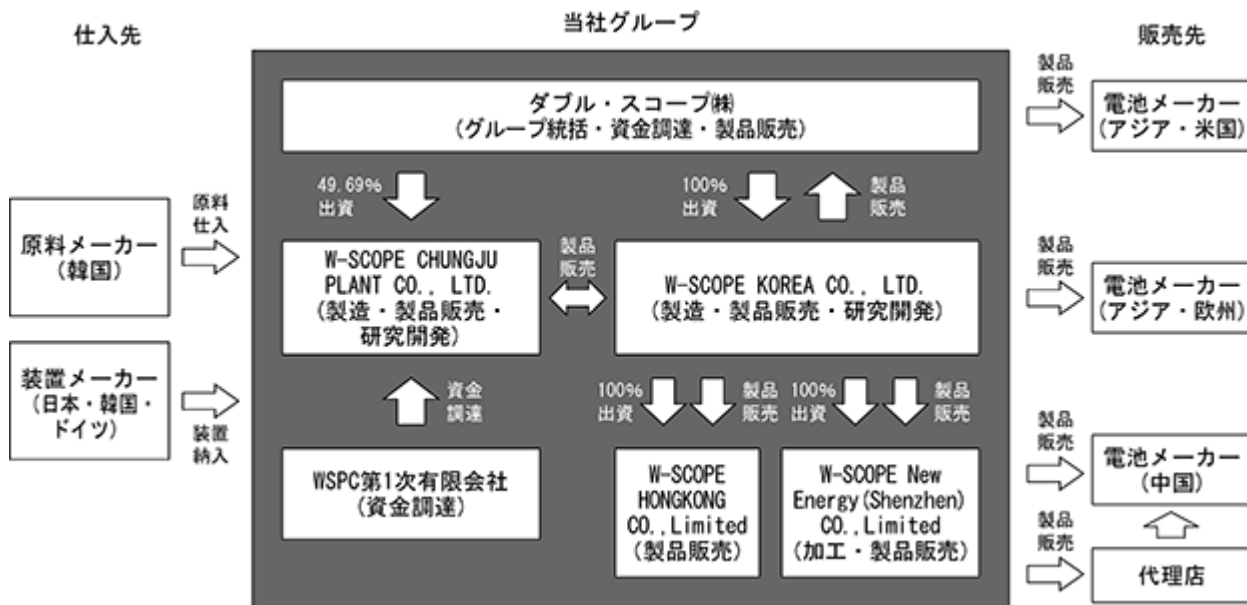 仕入先
当社グループ
販売先
ダブル・スコープ㈱
(グループ統括・資金調達・製品販売)
製品
販売
電池メーカー
(アジア・米国)
49.69%
出資
100%
出資
製品
販売
原料メーカー
(韓国)
原料
仕入
W-SCOPE CHUNGJU
PLANT CO., LTD.
(製造・製品販売・
研究開発)
製品
販売
W-SCOPE KOREA CO., LTD.
(製造・製品販売・研究開発)
製品
販売
電池メーカー
(アジア・欧州)
装置メーカー
(日本・韓国・
ドイツ)
装置
納入
資金
調達
100%
出資
製品
販売
100%
出資
製品
販売
WSPC第1次有限会社
(資金調達)
W-SCOPE
HONGKONG
CO.,Limited
(製品販売)
W-SCOPE New
Energy(Shenzhen)
CO.,Limited
(加工・製品販売)
製品
販売
電池メーカー
(中国)
製品
販売
代理店